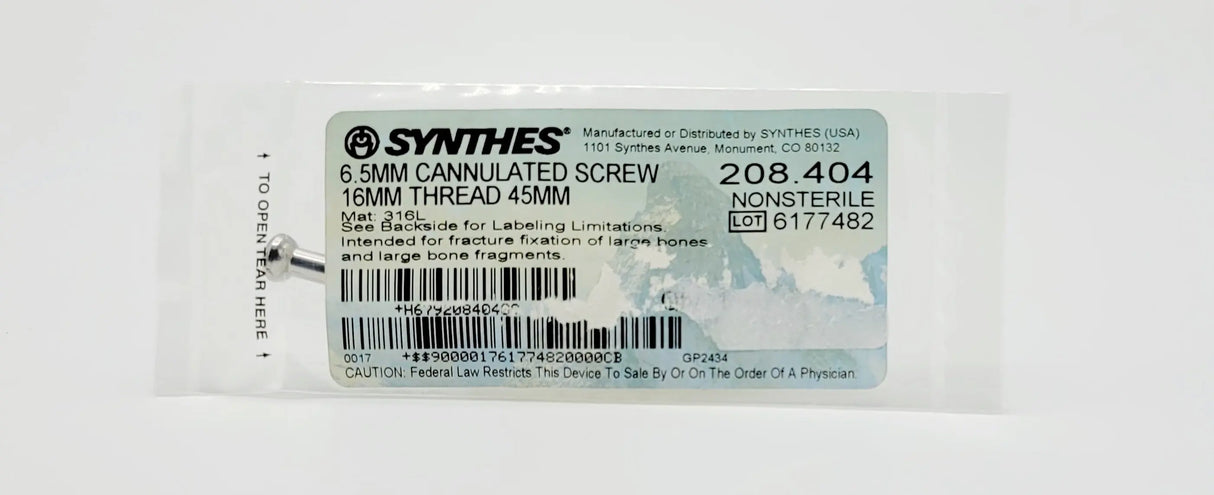 TO OPEN TEAR HERE
SYNTHES® Manufactured or Distributed by SYNTHES (USA)
1101 Synthes Avenue, Monument, CO 80132
6.5MM CANNULATED SCREW 208.404
16MM THREAD 45MM NONSTERILE
Mat: 316L LOT 6177482
See Backside for Labeling Limitations.
Intended for fracture fixation of large bones
and large bone fragments.
0017 +$$900001761774820000CB GP2434
CAUTION: Federal Law Restricts This Device To Sale By Or On The Order Of A Physician.